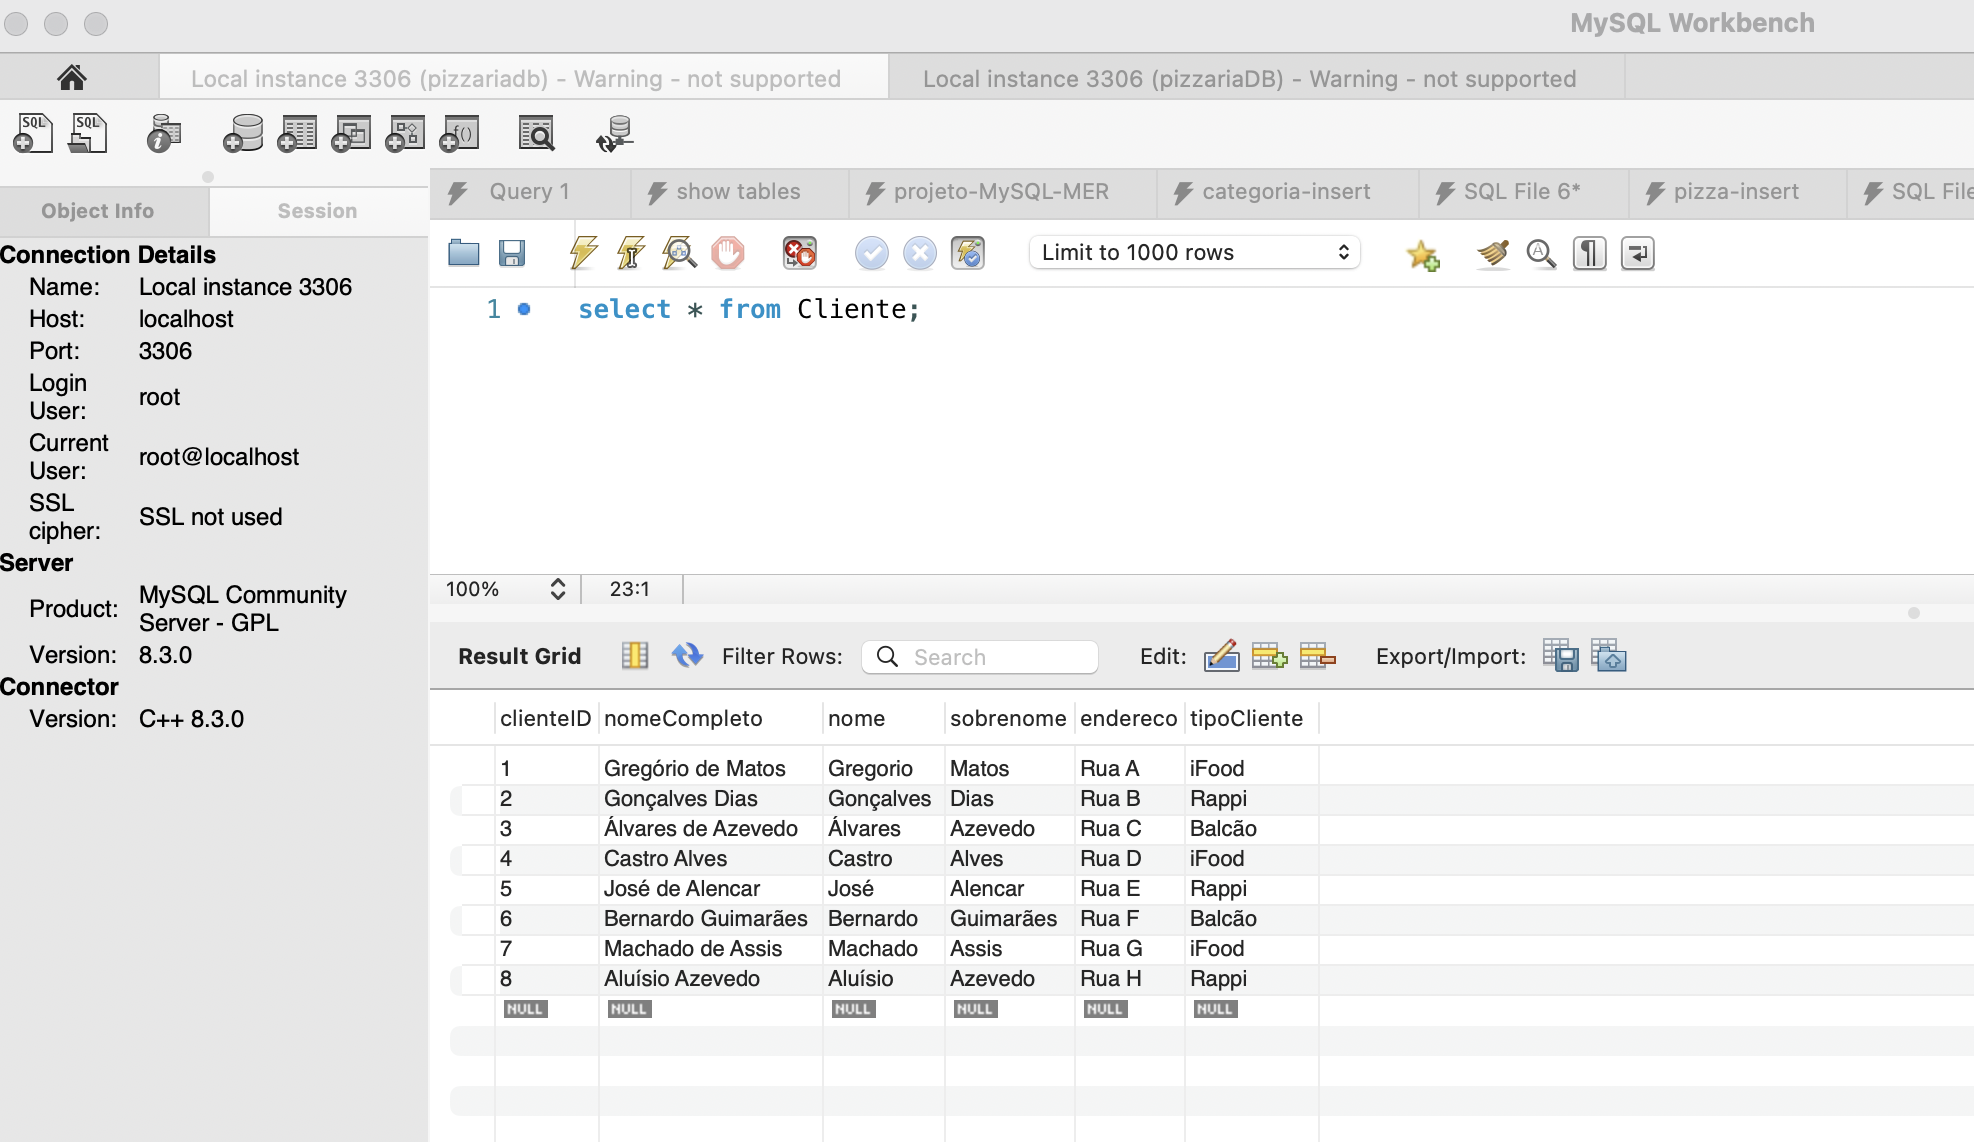 MySQL Workbench
Local instance 3306 (pizzariadb) - Warning - not supported
Local instance 3306 (pizzariaDB) - Warning - not supported
SQL
SQL
f()
Object Info
Session
Query 1
show tables
projeto-MySQL-MER
categoria-insert
SQL File 6*
pizza-insert
SQL File
Connection Details
Name: Local instance 3306
Host: localhost
Port: 3306
Login User: root
Current User: root@localhost
SSL cipher: SSL not used
Server
Product: MySQL Community Server - GPL
Version: 8.3.0
Connector
Version: C++ 8.3.0
Limit to 1000 rows
1 select * from Cliente;
100% 23:1
Result Grid Filter Rows: Search Edit: Export/Import:
clienteID nomeCompleto nome sobrenome endereco tipoCliente
1 Gregório de Matos Gregorio Matos Rua A iFood
2 Gonçalves Dias Gonçalves Dias Rua B Rappi
3 Álvares de Azevedo Álvares Azevedo Rua C Balcão
4 Castro Alves Castro Alves Rua D iFood
5 José de Alencar José Alencar Rua E Rappi
6 Bernardo Guimarães Bernardo Guimarães Rua F Balcão
7 Machado de Assis Machado Assis Rua G iFood
8 Aluísio Azevedo Aluísio Azevedo Rua H Rappi
NULL NULL NULL NULL NULL NULL